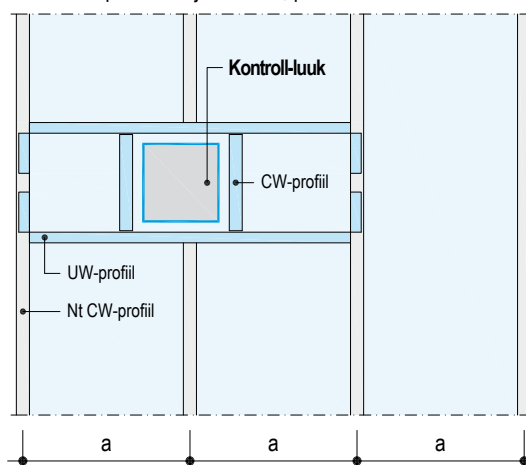 Kontroll-luuk
CW-profiil
UW-profiil
Nt CW-profiil
a a a